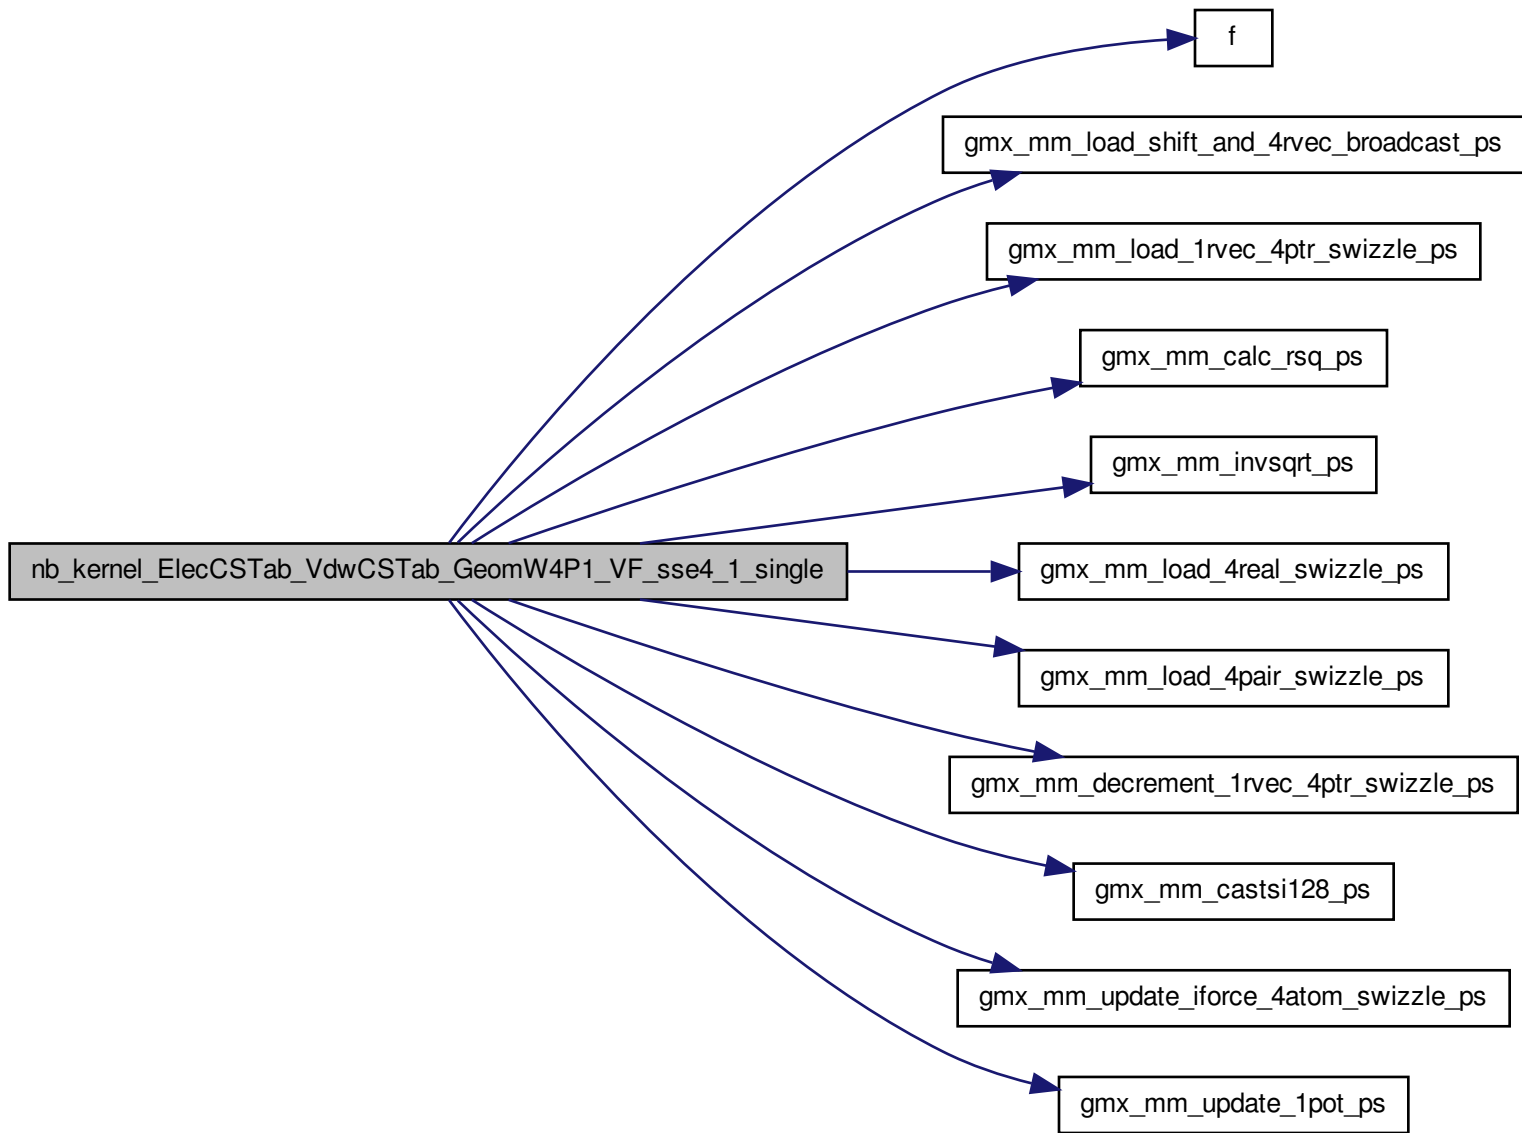 f
gmx_mm_load_shift_and_4rvec_broadcast_ps
gmx_mm_load_1rvec_4ptr_swizzle_ps
gmx_mm_calc_rsq_ps
gmx_mm_invsqrt_ps
nb_kernel_ElecCSTab_VdwCSTab_GeomW4P1_VF_sse4_1_single
gmx_mm_load_4real_swizzle_ps
gmx_mm_load_4pair_swizzle_ps
gmx_mm_decrement_1rvec_4ptr_swizzle_ps
gmx_mm_castsi128_ps
gmx_mm_update_iforce_4atom_swizzle_ps
gmx_mm_update_1pot_ps